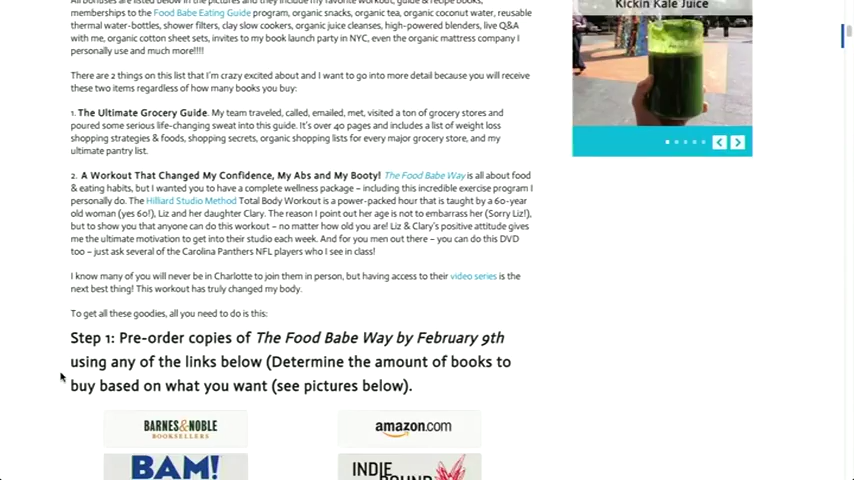 All bonuses are listed below in the pictures and they include my favorite workout, guide & recipe books,
memberships to the Food Babe Eating Guide program, organic snacks, organic tea, organic coconut water, reusable
thermal water-bottles, shower filters, clay slow cookers, organic juice cleanses, high-powered blenders, live Q&A
with me, organic cotton sheet sets, invites to my book launch party in NYC, even the organic mattress company I
personally use and much more!!!!
There are 2 things on this list that I'm crazy excited about and I want to go into more detail because you will receive
these two items regardless of how many books you buy:
1. The Ultimate Grocery Guide. My team traveled, called, emailed, met, visited a ton of grocery stores and
poured some serious life-changing sweat into this guide. It's over 40 pages and includes a list of weight loss
shopping strategies & foods, shopping secrets, organic shopping lists for every major grocery store, and my
ultimate pantry list.
2. A Workout That Changed My Confidence, My Abs and My Booty! The Food Babe Way is all about food
& eating habits, but I wanted you to have a complete wellness package – including this incredible exercise program I
personally do. The Hilliard Studio Method Total Body Workout is a power-packed hour that is taught by a 60-year
old woman (yes 60!), Liz and her daughter Clary. The reason I point out her age is not to embarrass her (Sorry Liz!),
but to show you that anyone can do this workout – no matter how old you are! Liz & Clary's positive attitude gives
me the ultimate motivation to get into their studio each week. And for you men out there – you can do this DVD
too – just ask several of the Carolina Panthers NFL players who I see in class!
I know many of you will never be in Charlotte to join them in person, but having access to their video series is the
next best thing! This workout has truly changed my body.
To get all these goodies, all you need to do is this:
Step 1: Pre-order copies of The Food Babe Way by February 9th
using any of the links below (Determine the amount of books to
buy based on what you want (see pictures below).
BARNES&NOBLE
BOOKSELLERS
amazon.com
BAM!
INDIE
BOUND
Kickin Kale Juice